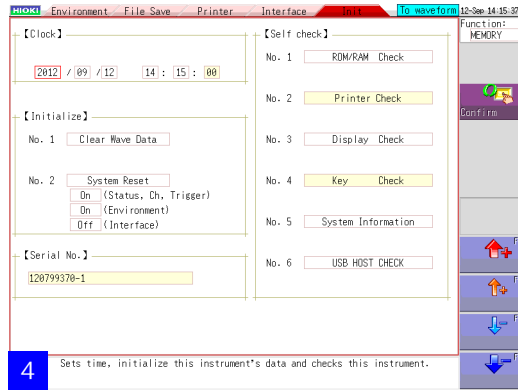 HIOKI Environment File Save Printer Interface Init To waveform 12-Sep 14:15:37
Function:
MEMORY
【Clock】
2012 / 09 / 12 14 : 15 : 00
【Initialize】
No. 1 Clear Wave Data
No. 2 System Reset
On (Status, Ch, Trigger)
On (Environment)
Off (Interface)
【Serial No.】
120799370-1
【Self check】
No. 1 ROM/RAM Check
No. 2 Printer Check
No. 3 Display Check
No. 4 Key Check
No. 5 System Information
No. 6 USB HOST CHECK
Confirm
4
Sets time, initialize this instrument's data and checks this instrument.